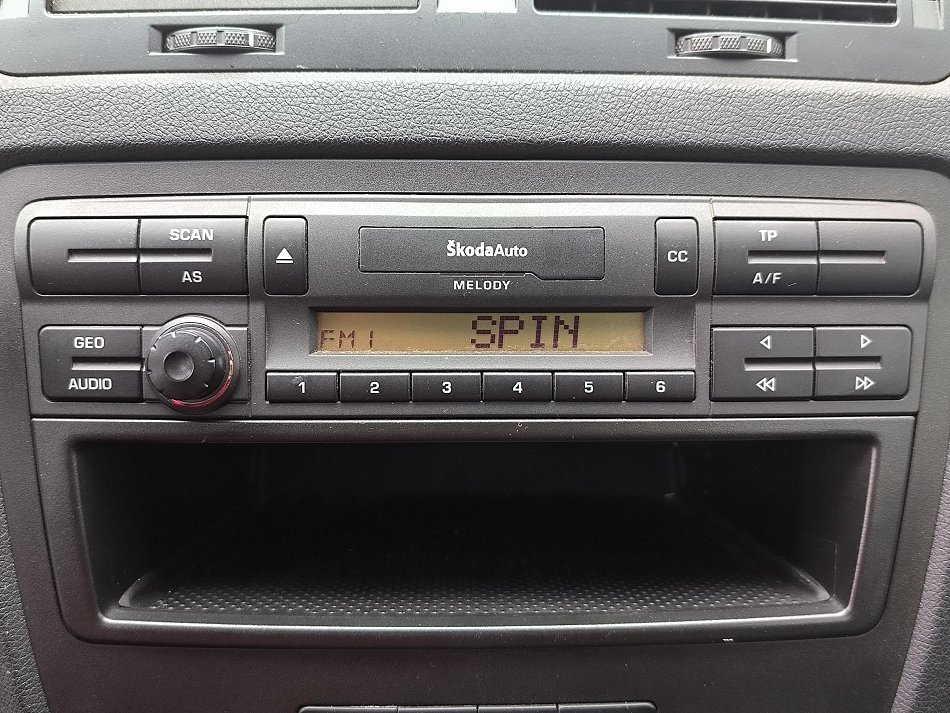 SCAN
AS
ŠkodaAuto
MELODY
CC
TP
A/F
GEO
AUDIO
FM1 SPIN
1 2 3 4 5 6